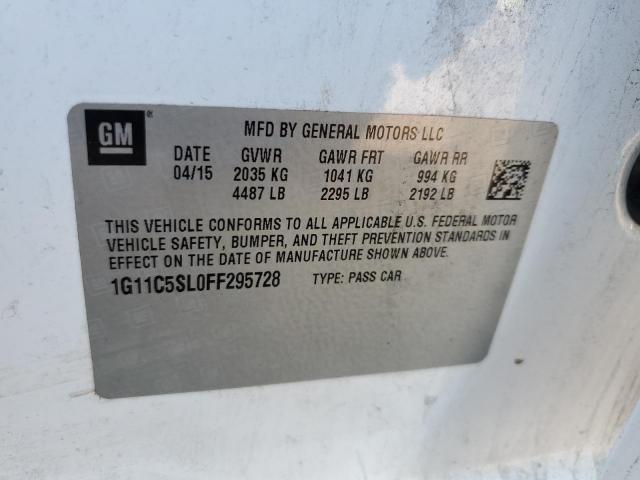 GM®
MFD BY GENERAL MOTORS LLC
DATE GVWR GAWR FRT GAWR RR
04/15 2035 KG 1041 KG 994 KG
4487 LB 2295 LB 2192 LB
THIS VEHICLE CONFORMS TO ALL APPLICABLE U.S. FEDERAL MOTOR
VEHICLE SAFETY, BUMPER, AND THEFT PREVENTION STANDARDS IN
EFFECT ON THE DATE OF MANUFACTURE SHOWN ABOVE.
1G11C5SL0FF295728 TYPE: PASS CAR